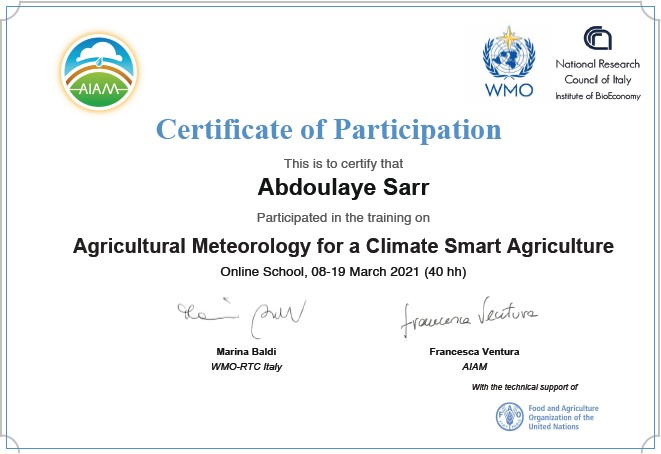 AIAM
WMO
National Research
Council of Italy
Institute of BioEconomy
Certificate of Participation
This is to certify that
Abdoulaye Sarr
Participated in the training on
Agricultural Meteorology for a Climate Smart Agriculture
Online School, 08-19 March 2021 (40 hh)
Francesca Ventura
Marina Baldi
Francesca Ventura
WMO-RTC Italy
AIAM
With the technical support of
Food and Agriculture
Organization of the
United Nations